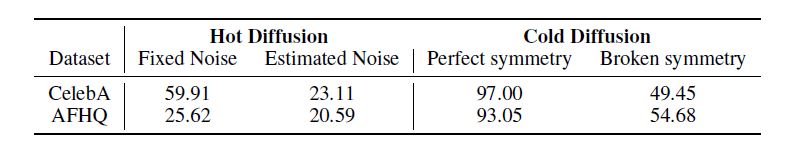 Hot Diffusion Cold Diffusion
Dataset Fixed Noise Estimated Noise Perfect symmetry Broken symmetry
CelebA 59.91 23.11 97.00 49.45
AFHQ 25.62 20.59 93.05 54.68